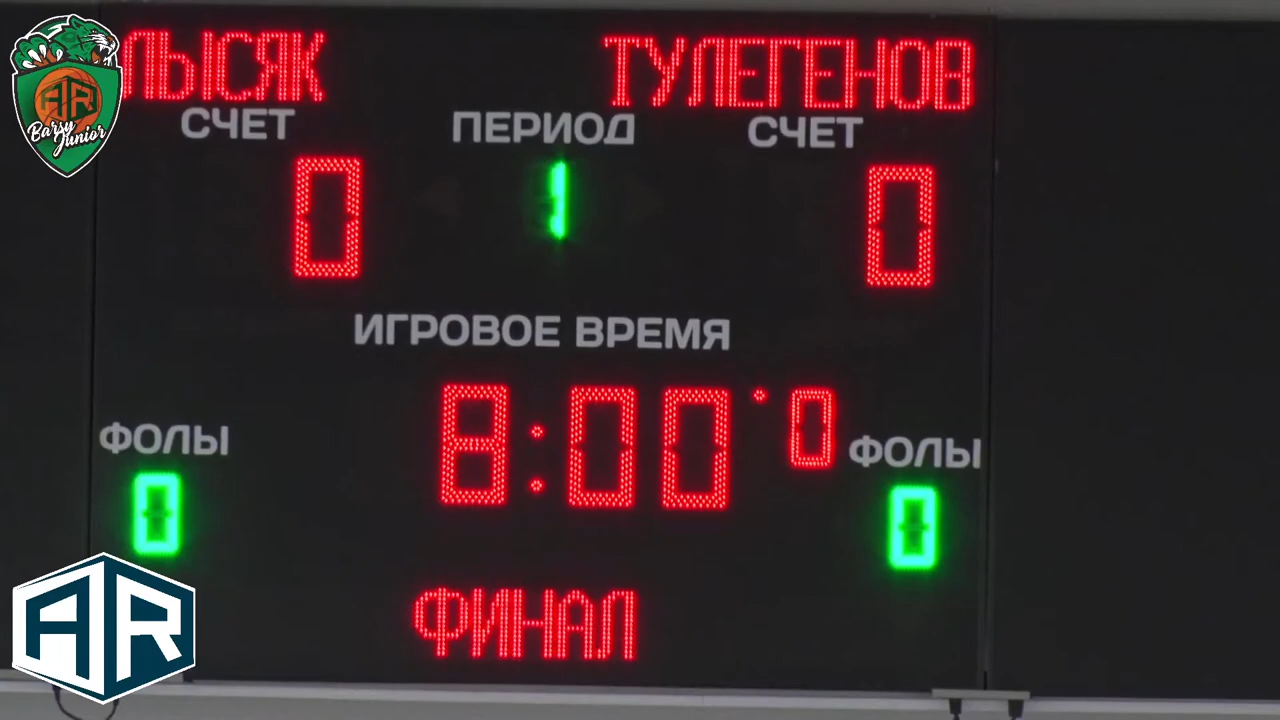 ЛЫСЯК ТУЛЕГЕНОВ
СЧЕТ ПЕРИОД СЧЕТ
0 1 0
ИГРОВОЕ ВРЕМЯ
8:00.0
ФОЛЫ ФОЛЫ
0 0
ФИНАЛ
AR
Barsy
Junior
AR